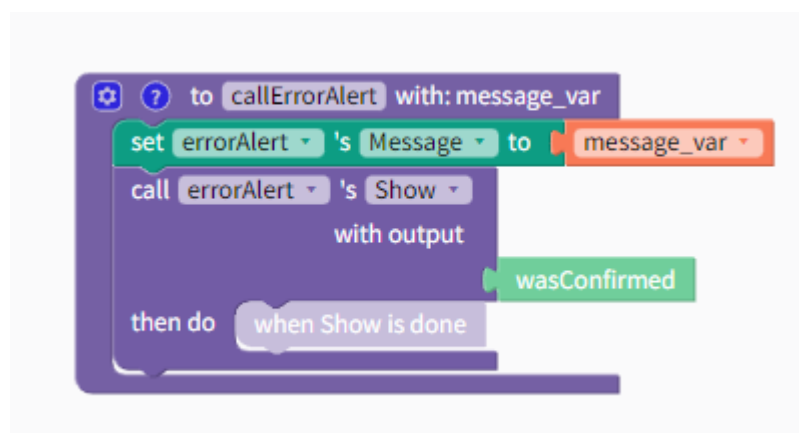 ? to callErrorAlert with: message_var
set errorAlert 's Message to message_var
call errorAlert 's Show
with output
wasConfirmed
then do when Show is done